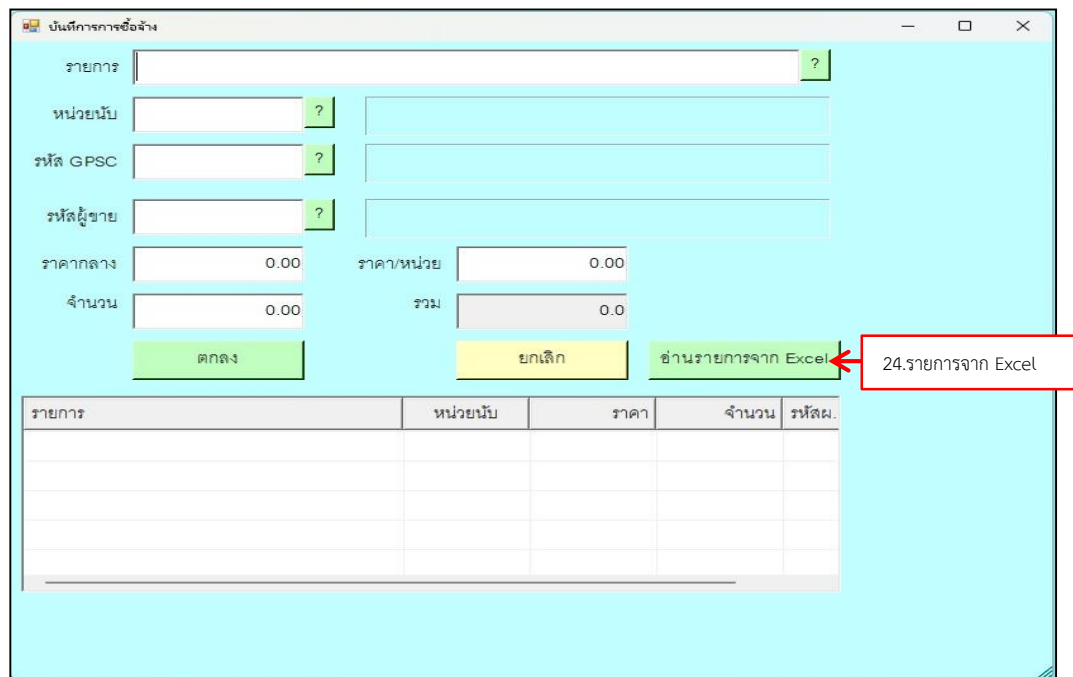 บันทึการการซื้อจ้าง
รายการ ?
หน่วยนับ ?
รหัส GPSC ?
รหัสผู้ขาย ?
ราคากลาง 0.00 ราคา/หน่วย 0.00
จำนวน 0.00 รวม 0.0
ตกลง ยกเลิก อ่านรายการจาก Excel
24.รายการจาก Excel
รายการ หน่วยนับ ราคา จำนวน รหัสผ.